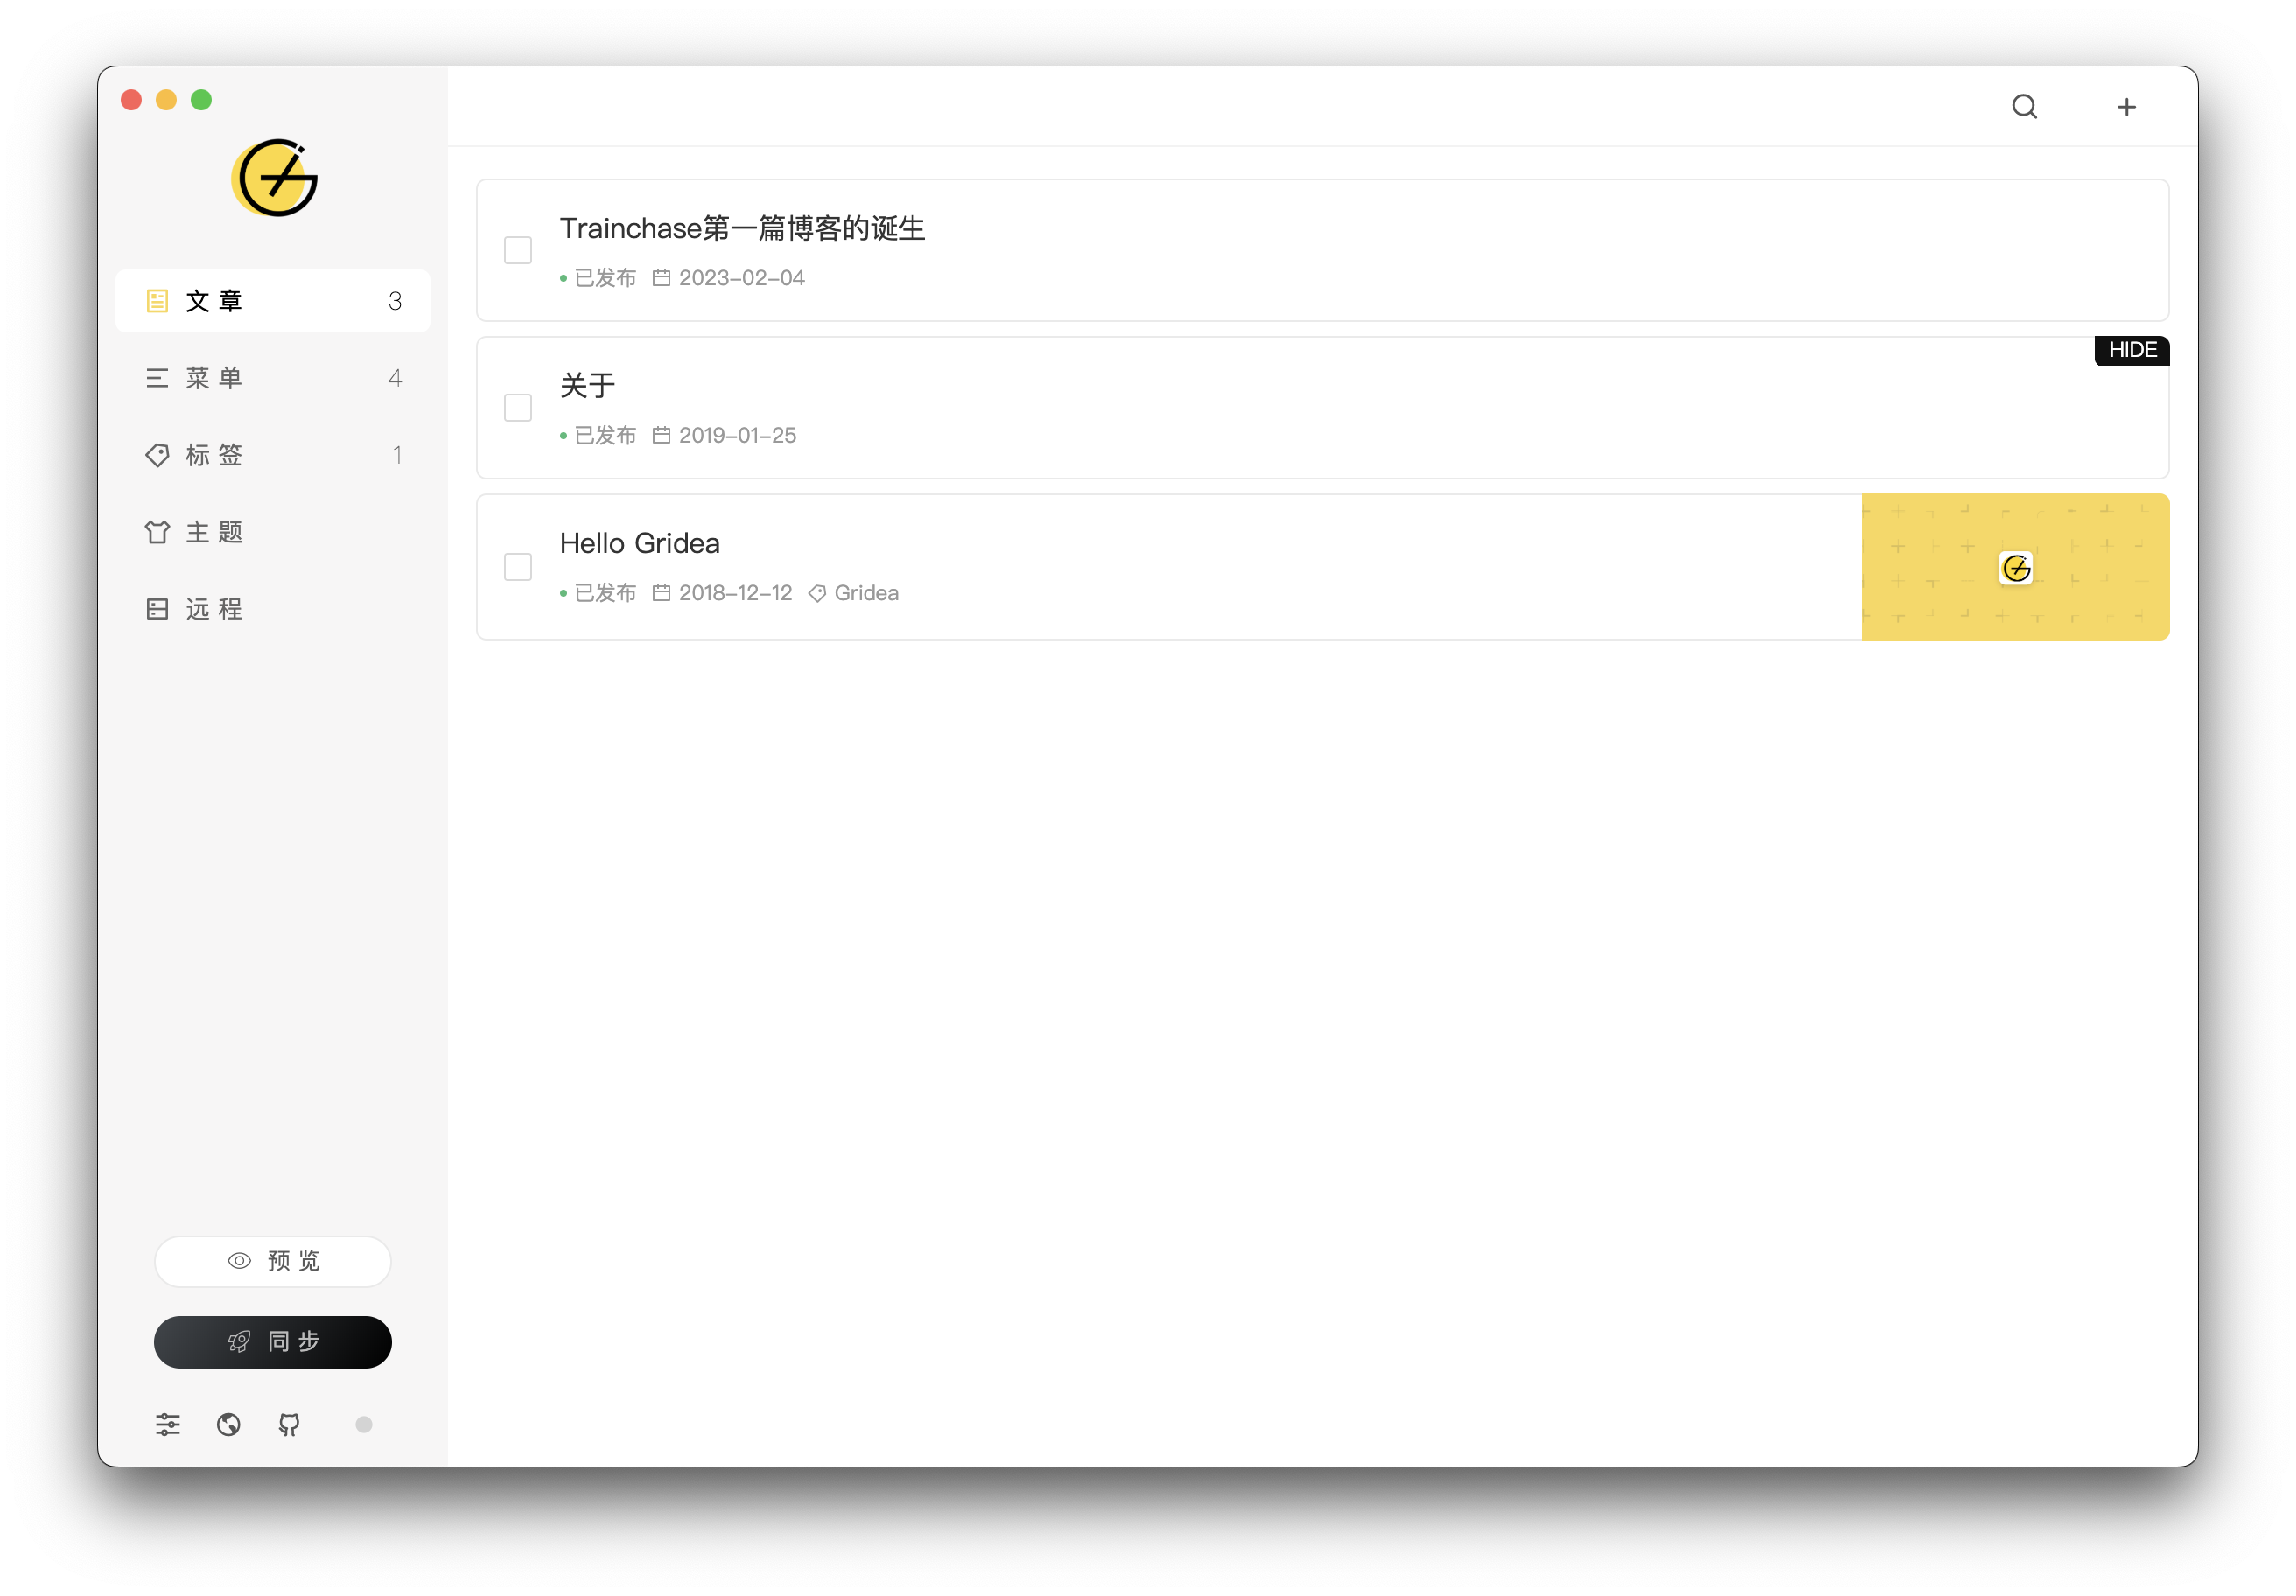 文章 3
菜单 4
标签 1
主题
远程
预览
同步
Trainchase第一篇博客的诞生
已发布 2023-02-04
HIDE
关于
已发布 2019-01-25
Hello Gridea
已发布 2018-12-12 Gridea